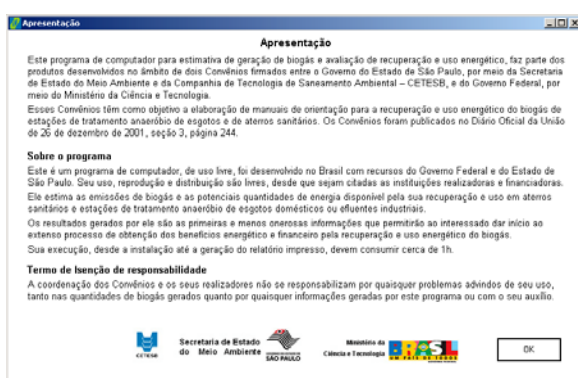 Apresentação
Apresentação
Este programa de computador para estimativa de geração de biogás e avaliação de recuperação e uso energético, faz parte dos
produtos desenvolvidos no âmbito de dois Convênios firmados entre o Governo do Estado de São Paulo, por meio da Secretaria
de Estado do Meio Ambiente e da Companhia de Tecnologia de Saneamento Ambiental – CETESB, e do Governo Federal, por
meio do Ministério da Ciência e Tecnologia.
Esses Convênios têm como objetivo a elaboração de manuais de orientação para a recuperação e uso energético do biogás de
estações de tratamento anaeróbio de esgotos e de aterros sanitários. Os Convênios foram publicados no Diário Oficial da União
de 26 de dezembro de 2001, seção 3, página 244.
Sobre o programa
Este é um programa de computador, de uso livre, foi desenvolvido no Brasil com recursos do Governo Federal e do Estado de
São Paulo. Seu uso, reprodução e distribuição são livres, desde que sejam citadas as instituições realizadoras e financiadoras.
Ele estima as emissões de biogás e as potenciais quantidades de energia disponível pela sua recuperação e uso em aterros
sanitários e estações de tratamento anaeróbio de esgotos domésticos ou efluentes industriais.
Os resultados gerados por ele são as primeiras e menos onerosas informações que permitirão ao interessado dar início ao
extenso processo de obtenção dos benefícios energético e financeiro pela recuperação e uso energético do biogás.
Sua execução, desde a instalação até a geração do relatório impresso, devem consumir cerca de 1h.
Termo de Isenção de responsabilidade
A coordenação dos Convênios e os seus realizadores não se responsabilizam por quaisquer problemas advindos de seu uso,
tanto nas quantidades de biogás gerados quanto por quaisquer informações geradas por este programa ou com o seu auxílio.
CETESB
Secretaria de Estado
do Meio Ambiente
SÃO PAULO
Ministério da
Ciência e Tecnologia
BRASIL
UM PAÍS DE TODOS
OK